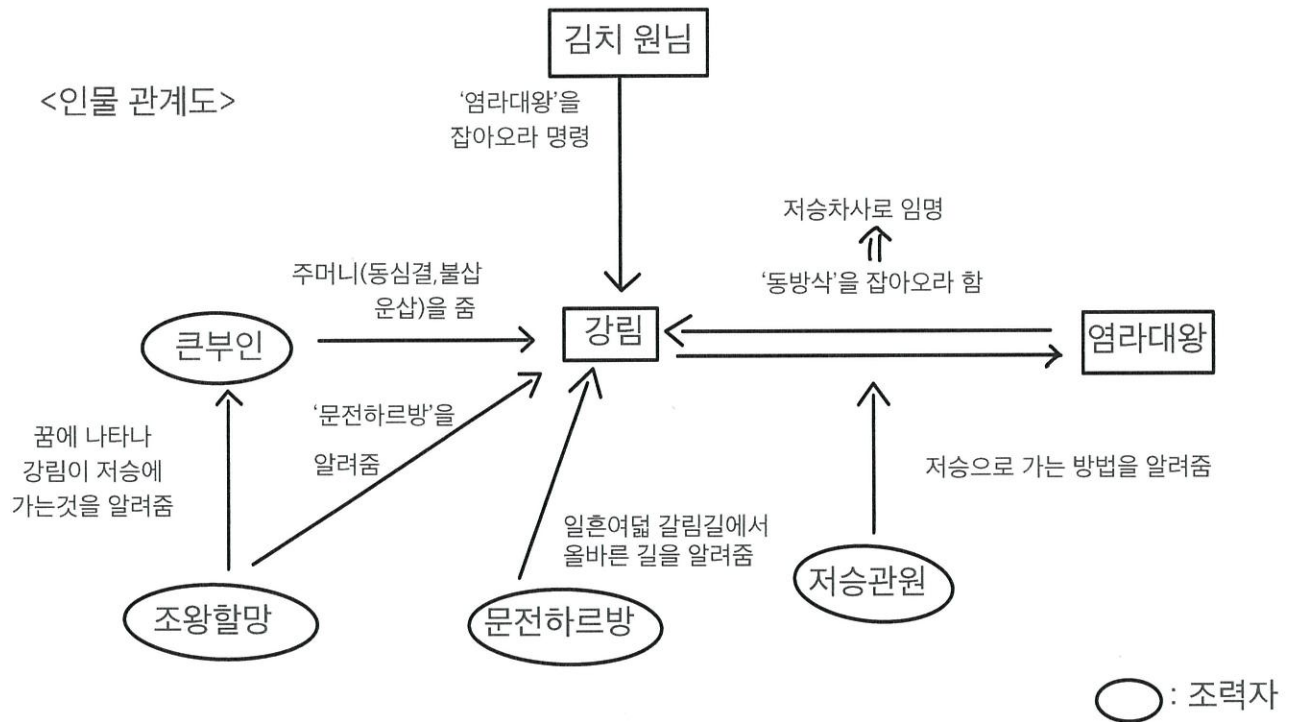 김치 원님
<인물 관계도>
‘염라대왕’을
잡아오라 명령
저승차사로 임명
‘동방삭’을 잡아오라 함
주머니(동심결,불삽
운삽)을 줌
큰부인
강림
염라대왕
‘문전하르방’을
알려줌
꿈에 나타나
강림이 저승에
가는것을 알려줌
저승으로 가는 방법을 알려줌
일흔여덟 갈림길에서
올바른 길을 알려줌
조왕할망
문전하르방
저승관원
: 조력자